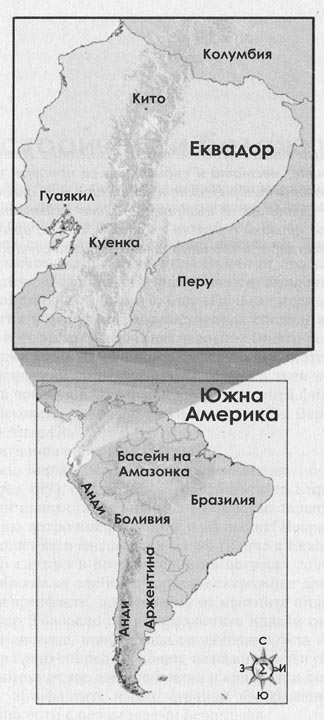 Колумбия
Кито
Еквадор
Гуаякил
Куенка
Перу
Южна
Америка
Басейн на
Амазонка
Анди
Бразилия
Боливия
Аржентина
Анди
С
З И
Ю